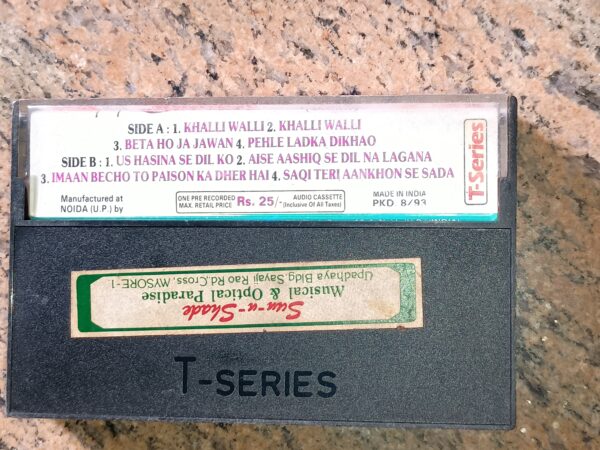 SIDE A : 1. KHALLI WALLI 2. KHALLI WALLI
3. BETA HO JA JAWAN 4. PEHLE LADKA DIKHAO
SIDE B : 1. US HASINA SE DIL KO 2. AISE AASHIQ SE DIL NA LAGANA
3. IMAAN BECHO TO PAISON KA DHER HAI 4. SAQI TERI AANKHON SE SADA
T-Series
Manufactured at
NOIDA (U.P.) by
ONE PRE RECORDED AUDIO CASSETTE
MAX. RETAIL PRICE Rs. 25/- (Inclusive Of All Taxes)
MADE IN INDIA
PKD. 8/93
Sun-n-Shade
Musical & Optical Paradise
Upadhaya Bldg Sayaji Rao Rd.Cross, MYSORE-1
T-SERIES